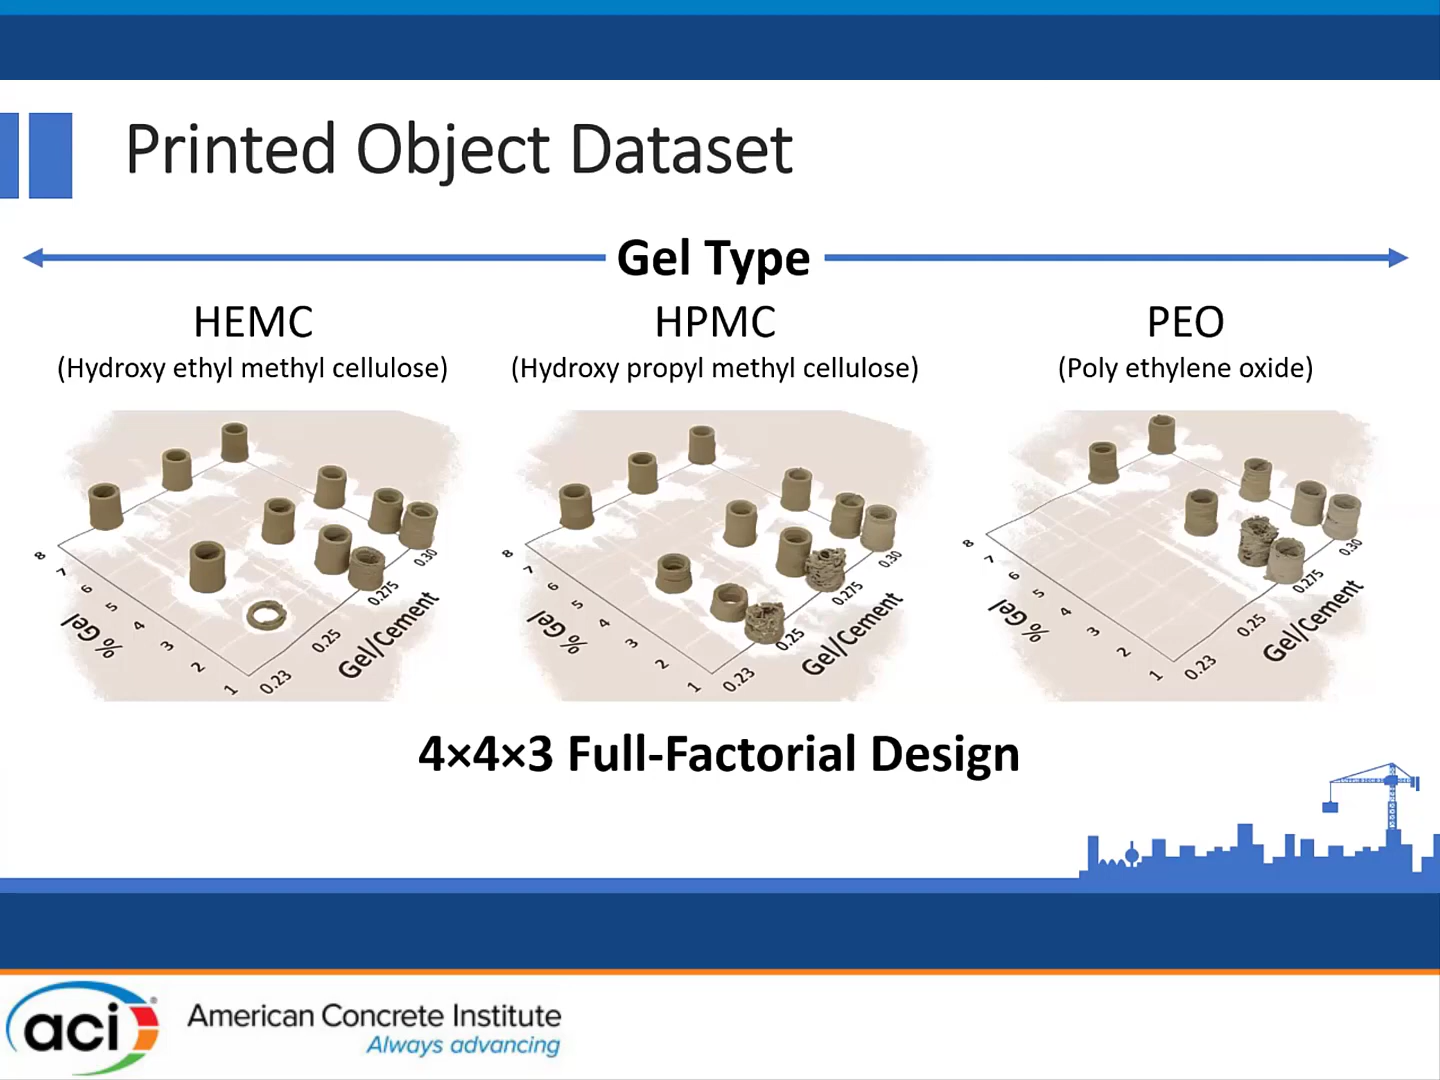 Printed Object Dataset
Gel Type
HEMC
(Hydroxy ethyl methyl cellulose)
HPMC
(Hydroxy propyl methyl cellulose)
PEO
(Poly ethylene oxide)
8
7
6
5
4
3
2
1
% Gel
0.23
0.25
0.275
0.30
Gel/Cement
8
7
6
5
4
3
2
1
% Gel
0.23
0.25
0.275
0.30
Gel/Cement
8
7
6
5
4
3
2
1
% Gel
0.23
0.25
0.275
0.30
Gel/Cement
4×4×3 Full-Factorial Design
aci®
American Concrete Institute
Always advancing